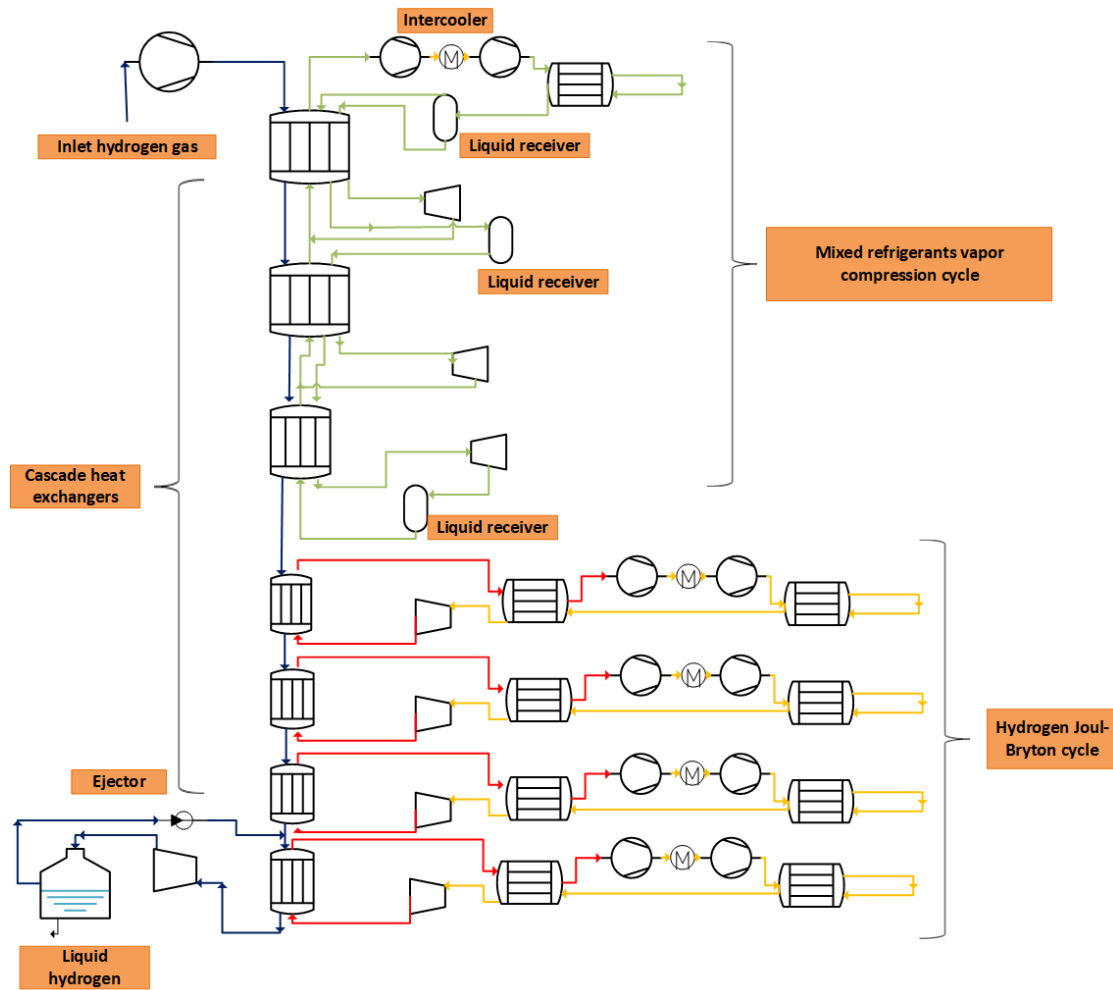 Intercooler
M
Inlet hydrogen gas
Liquid receiver
Mixed refrigerants vapor
compression cycle
Liquid receiver
Cascade heat
exchangers
Liquid receiver
M
M
Hydrogen Joul-
Bryton cycle
Ejector
M
M
Liquid
hydrogen